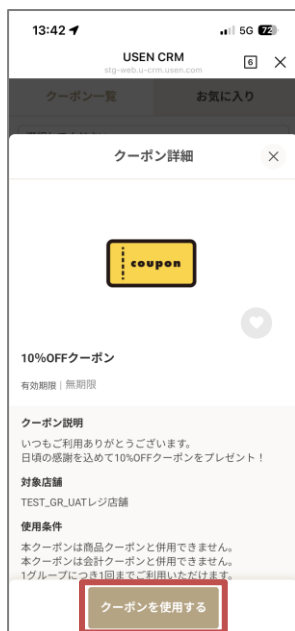 13:42
5G 72
USEN CRM
stg-web.u-crm.usen.com
6
クーポン一覧
お気に入り
クーポン詳細
coupon
10%OFFクーポン
有効期限 | 無期限
クーポン説明
いつもご利用ありがとうございます。
日頃の感謝を込めて10%OFFクーポンをプレゼント！
対象店舗
TEST_GR_UATレジ店舗
使用条件
本クーポンは商品クーポンと併用できません。
本クーポンは会計クーポンと併用できません。
1グループにつき1回までご利用いただけます。
クーポンを使用する